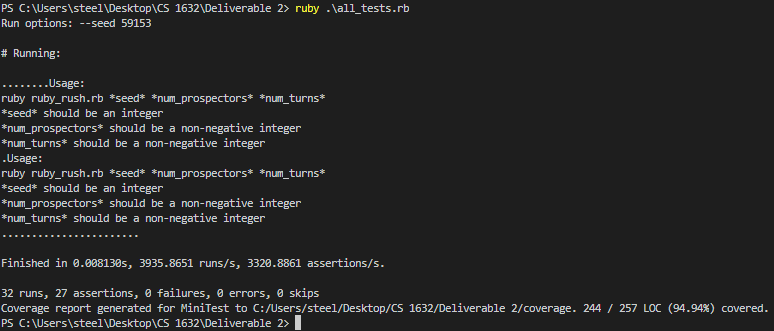 PS C:\Users\steel\Desktop\CS 1632\Deliverable 2> ruby .\all_tests.rb
Run options: --seed 59153
# Running:
........Usage:
ruby ruby_rush.rb *seed* *num_prospectors* *num_turns*
*seed* should be an integer
*num_prospectors* should be a non-negative integer
*num_turns* should be a non-negative integer
.Usage:
ruby ruby_rush.rb *seed* *num_prospectors* *num_turns*
*seed* should be an integer
*num_prospectors* should be a non-negative integer
*num_turns* should be a non-negative integer
.......................
Finished in 0.008130s, 3935.8651 runs/s, 3320.8861 assertions/s.
32 runs, 27 assertions, 0 failures, 0 errors, 0 skips
Coverage report generated for MiniTest to C:/Users/steel/Desktop/CS 1632/Deliverable 2/coverage. 244 / 257 LOC (94.94%) covered.
PS C:\Users\steel\Desktop\CS 1632\Deliverable 2>